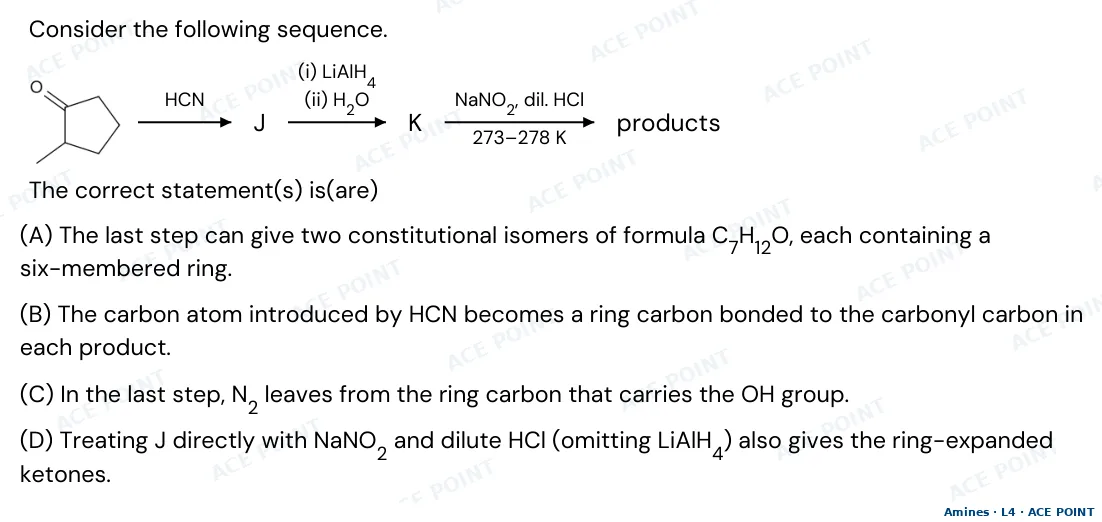 Consider the following sequence.
O
HCN
J
(i) LiAlH4
(ii) H2O
K
NaNO2, dil. HCl
273–278 K
products
The correct statement(s) is(are)
(A) The last step can give two constitutional isomers of formula C7H12O, each containing a
six-membered ring.
(B) The carbon atom introduced by HCN becomes a ring carbon bonded to the carbonyl carbon in
each product.
(C) In the last step, N2 leaves from the ring carbon that carries the OH group.
(D) Treating J directly with NaNO2 and dilute HCl (omitting LiAlH4) also gives the ring-expanded
ketones.
Amines · L4 · ACE POINT